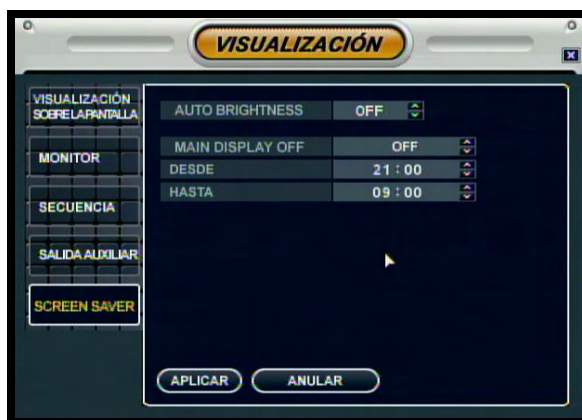 VISUALIZACIÓN
VISUALIZACIÓN
SOBRE LA PANTALLA
MONITOR
SECUENCIA
SALIDA AUXILIAR
SCREEN SAVER
AUTO BRIGHTNESS OFF
MAIN DISPLAY OFF OFF
DESDE 21:00
HASTA 09:00
APLICAR ANULAR